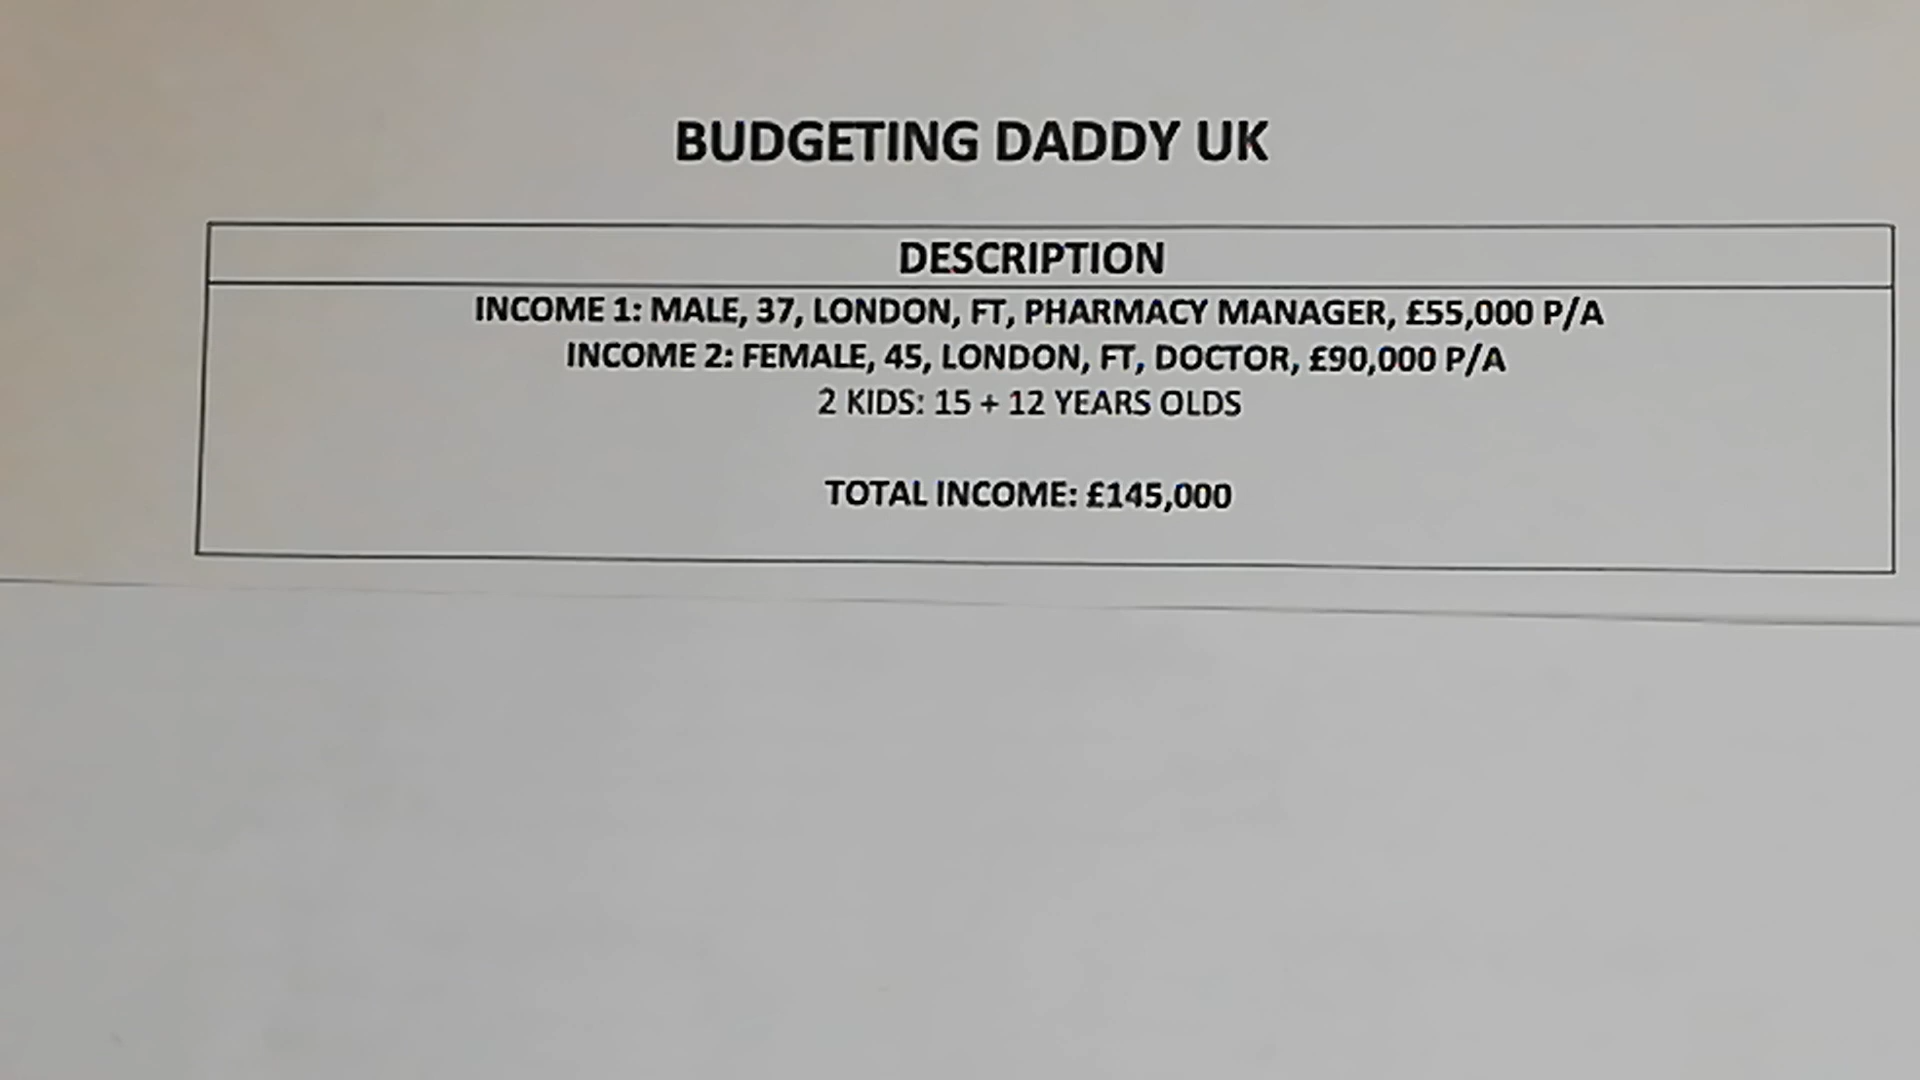 BUDGETING DADDY UK
DESCRIPTION
INCOME 1: MALE, 37, LONDON, FT, PHARMACY MANAGER, £55,000 P/A
INCOME 2: FEMALE, 45, LONDON, FT, DOCTOR, £90,000 P/A
2 KIDS: 15 + 12 YEARS OLDS
TOTAL INCOME: £145,000